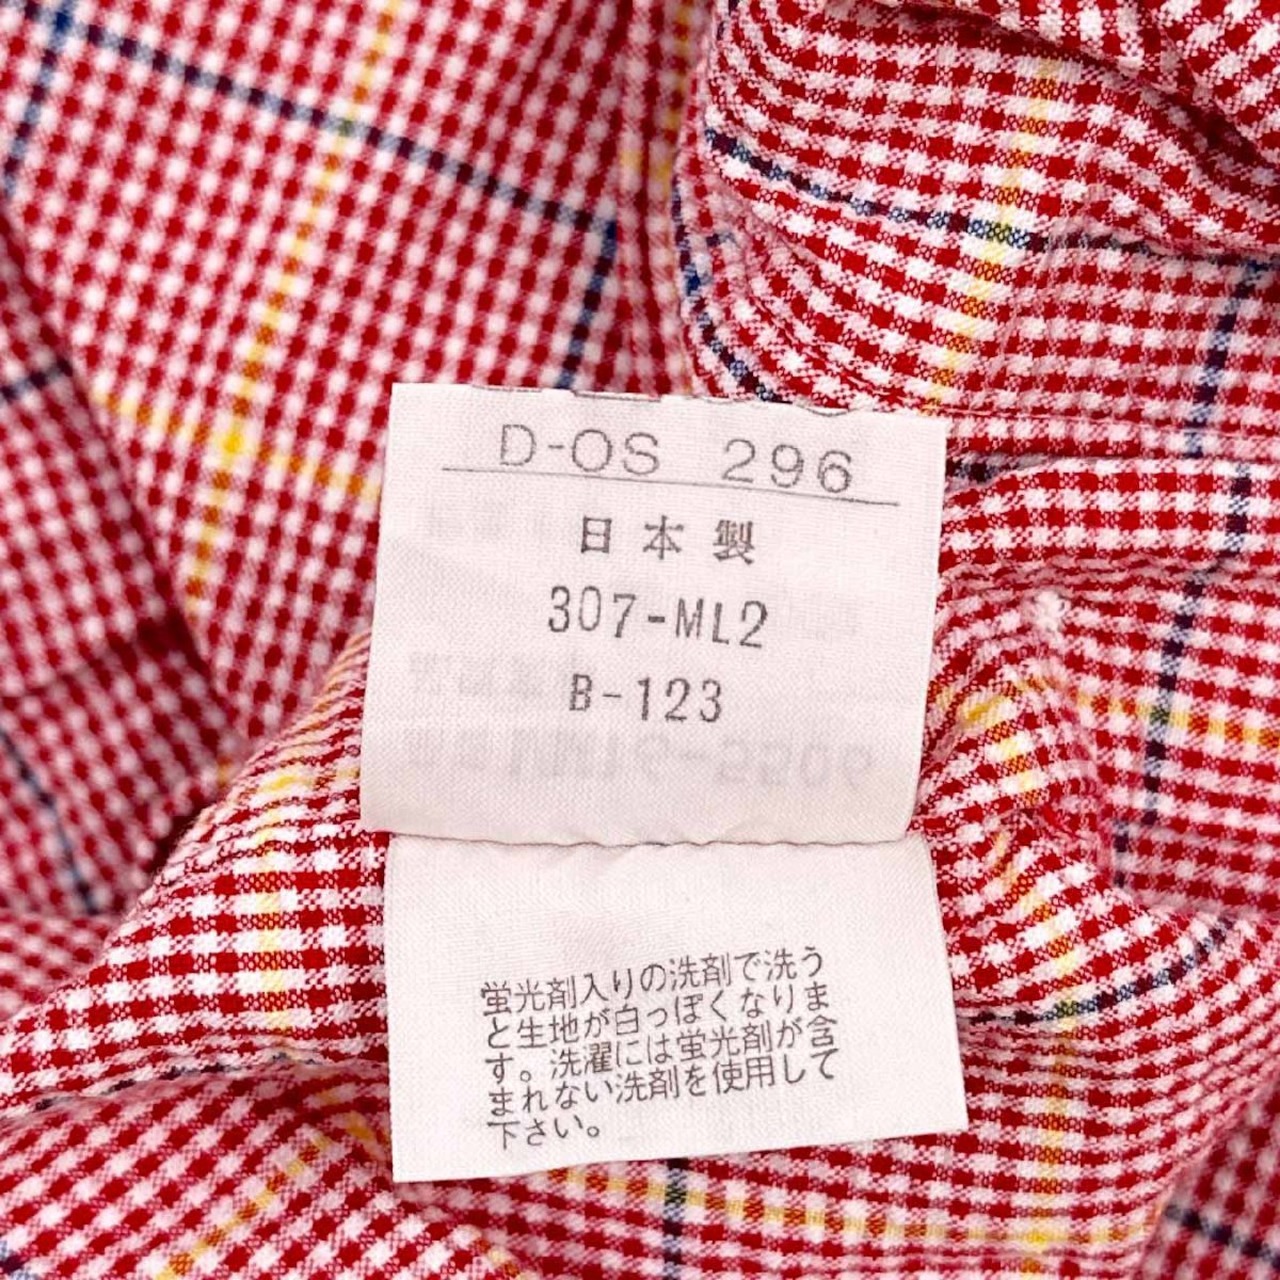 D-OS 296
日本製
307-ML2
B-123
蛍光剤入りの洗剤で洗う
と生地が白っぽくなりま
す。洗濯には蛍光剤が含
まれない洗剤を使用して
下さい。